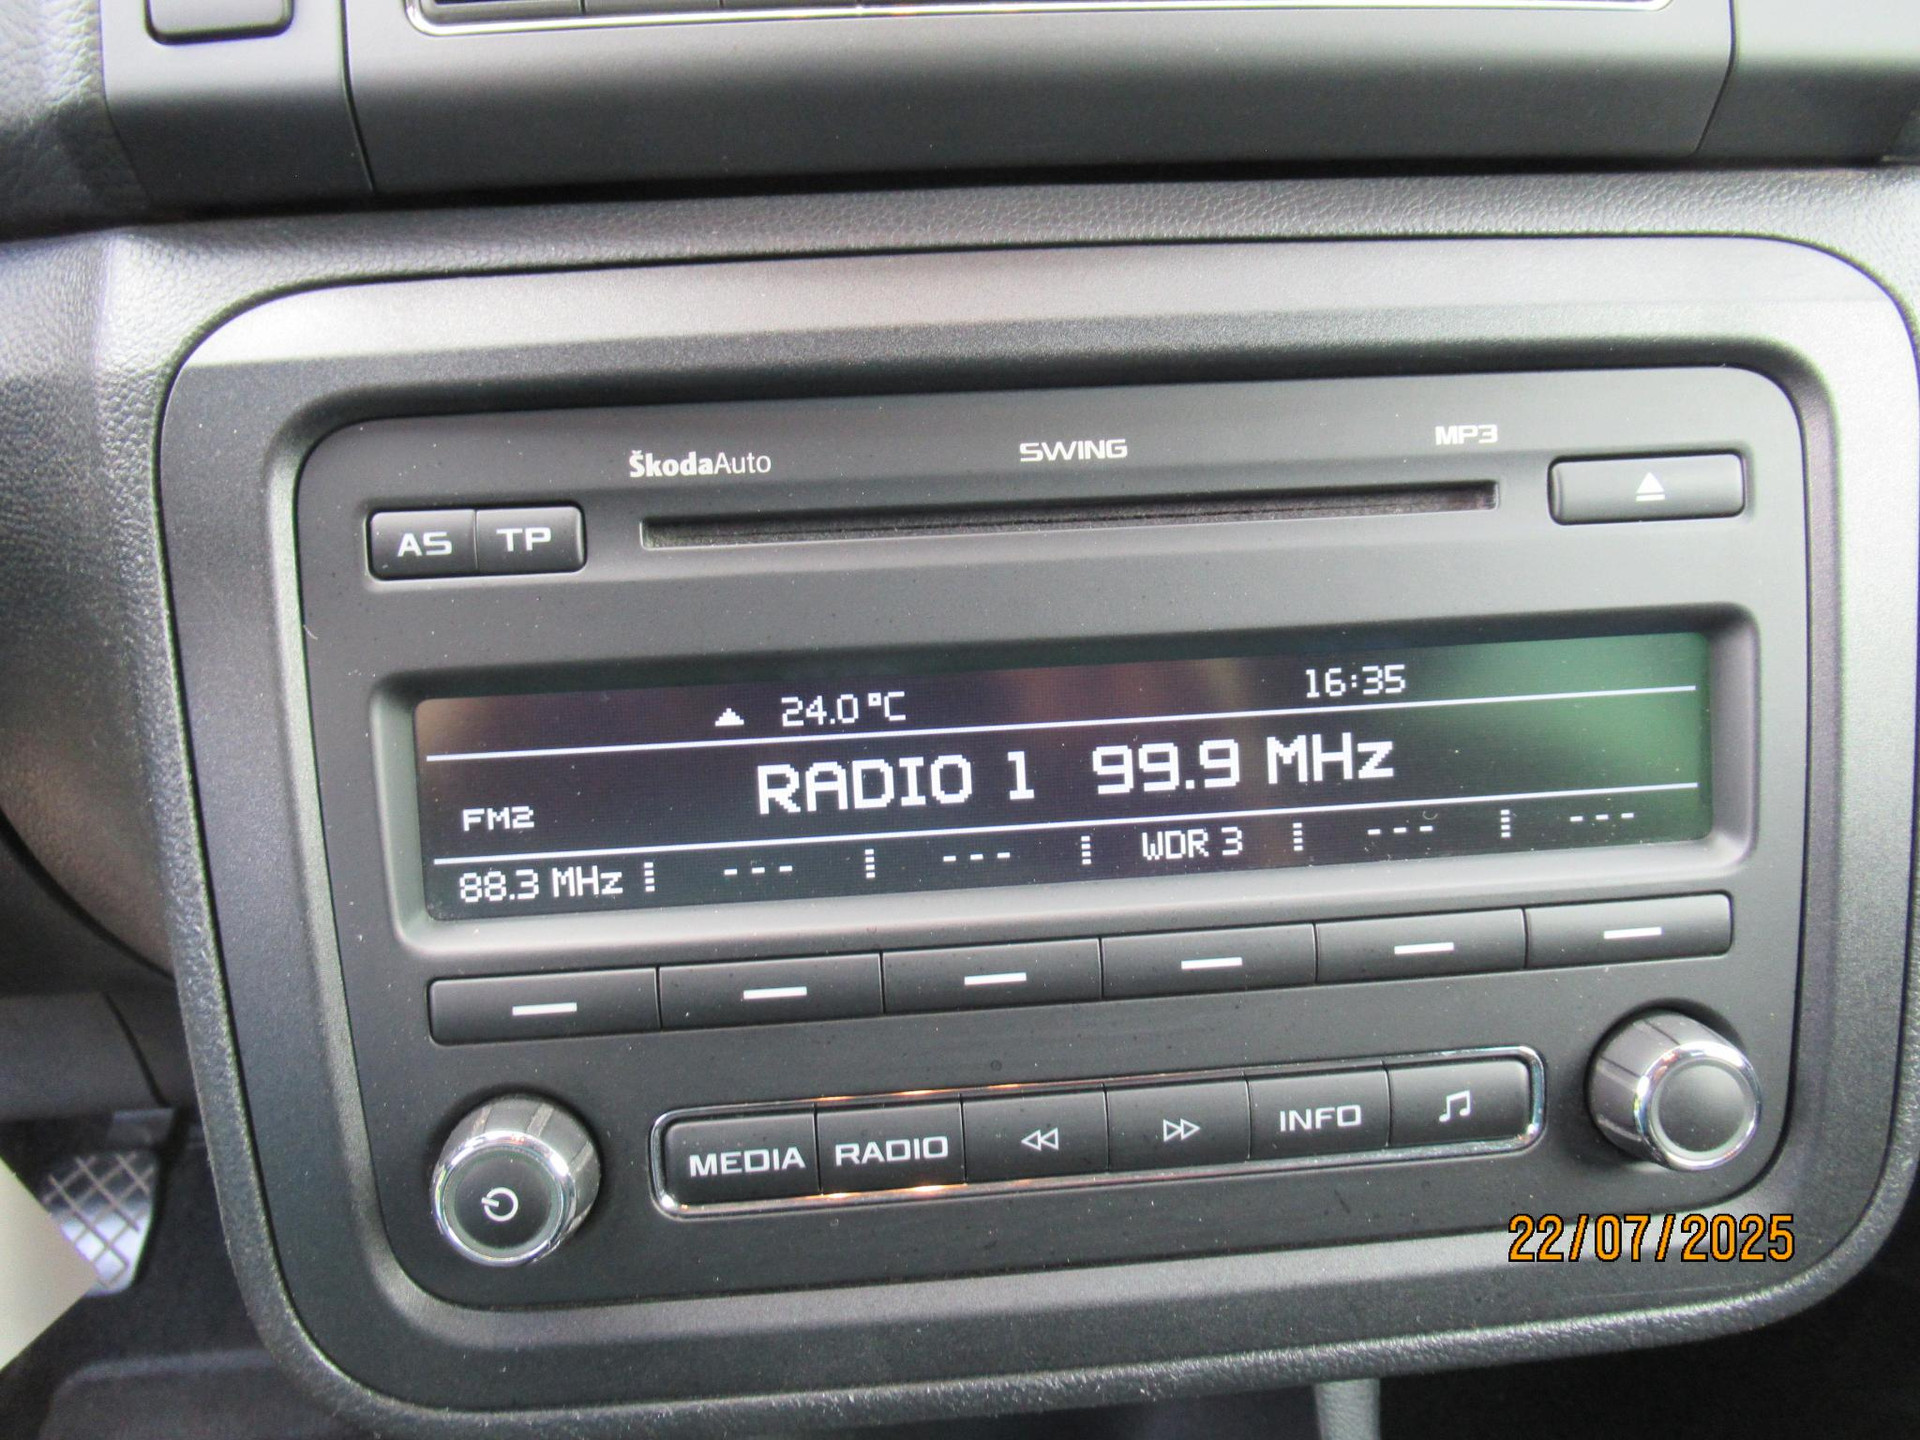 ŠkodaAuto SWING MP3
AS TP
24.0 °C 16:35
RADIO 1 99.9 MHz
FM2
88.3 MHz --- --- WDR 3 --- ---
MEDIA RADIO INFO
22/07/2025